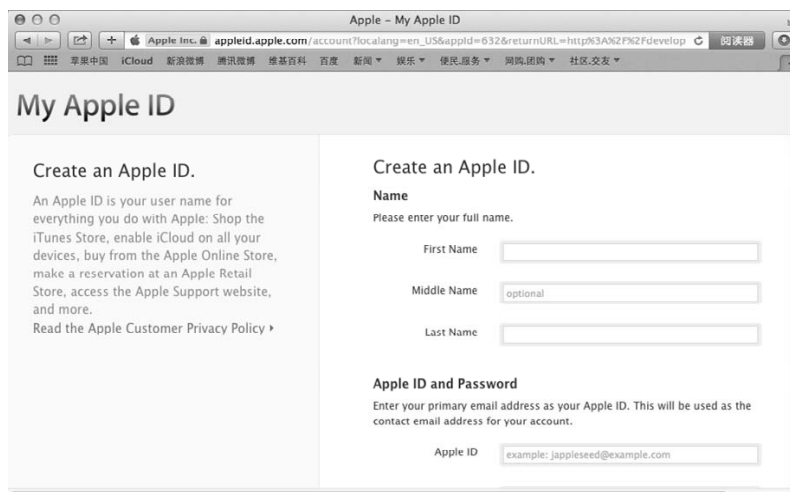 Apple - My Apple ID
Apple Inc. appleid.apple.com/account?localang=en_US&appId=632&returnURL=http%3A%2F%2Fdevelop
阅读器
苹果中国 iCloud 新浪微博 腾讯微博 维基百科 百度 新闻 娱乐 便民.服务 网购.团购 社区.交友
My Apple ID
Create an Apple ID.
An Apple ID is your user name for
everything you do with Apple: Shop the
iTunes Store, enable iCloud on all your
devices, buy from the Apple Online Store,
make a reservation at an Apple Retail
Store, access the Apple Support website,
and more.
Read the Apple Customer Privacy Policy
Create an Apple ID.
Name
Please enter your full name.
First Name
Middle Name
optional
Last Name
Apple ID and Password
Enter your primary email address as your Apple ID. This will be used as the
contact email address for your account.
Apple ID
example: jappleseed@example.com